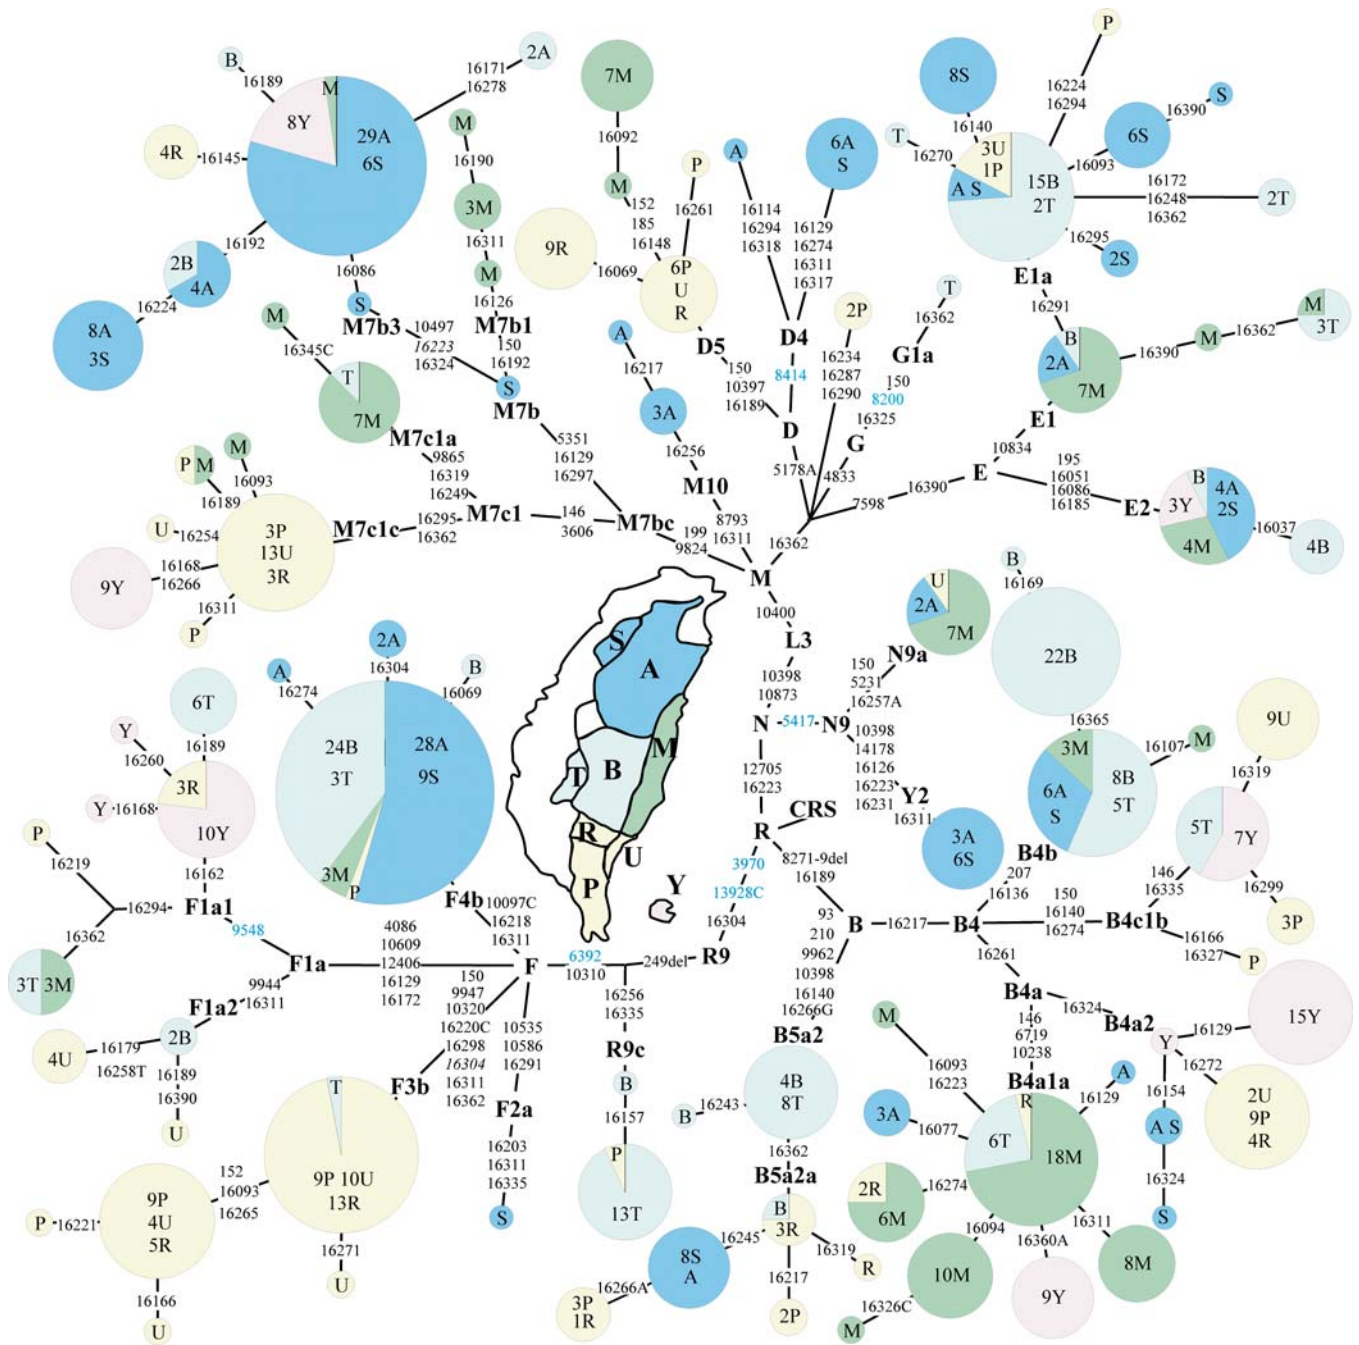 B
16189
M
8Y
29A
6S
16171
16278
2A
4R
16145
16192
16086
2B
4A
16224
8A
3S
S
M7b3
10497
16223
16324
M
16190
3M
16311
M
16126
M7b1
150
16192
S
M7b
5351
16129
16297
7M
16092
M
152
185
16148
P
16261
9R
16069
6P
U
R
D5
150
10397
16189
A
16114
16294
16318
6A
S
16129
16274
16311
16317
D4
8414
D
5178A
2P
16234
16287
16290
T
16362
G1a
150
8200
16325
G
4833
7598
16390
E
10834
E1
P
16224
16294
8S
16140
T
16270
3U
1P
A S
15B
2T
6S
16093
16390
S
16172
16248
16362
2T
16295
2S
E1a
16291
B
2A
7M
16390
M
16362
M
3T
195
16051
16086
16185
E2
B
3Y
4A
2S
4M
16037
4B
M
16345C
T
7M
M7c1a
9865
16319
16249
M7c1
146
3606
M7bc
199
9824
A
16217
3A
16256
M10
8793
16311
16362
M
P M
16189
M
16093
U
16254
3P
13U
3R
M7c1c
16295
16362
9Y
16168
16266
16311
P
10400
L3
10398
10873
N
5417
N9
150
5231
16257A
N9a
U
2A
7M
10398
14178
16126
16223
16231
Y2
16311
3A
6S
12705
16223
R
CRS
3970
13928C
16304
R9
249del
8271-9del
16189
B
16217
B4
207
16136
B4b
B
16169
22B
16365
3M
6A
S
8B
5T
16107
M
150
16140
16274
B4c1b
146
16335
5T
7Y
16319
9U
16299
3P
16166
16327
P
16261
B4a
16324
B4a2
Y
16129
15Y
16272
2U
9P
4R
16154
A S
16324
S
146
6719
10238
B4a1a
R
6T
18M
M
16093
16223
3A
16077
2R
6M
16274
10M
16094
M
16326C
16360A
9Y
16311
8M
16129
A
93
210
9962
10398
16140
16266G
B5a2
4B
8T
B
16243
16362
B5a2a
B
3R
16245
8S
A
16266A
3P
1R
16217
2P
16319
R
S
A
M
T
B
R
U
P
Y
6392
10310
F
16256
16335
R9c
B
16157
P
13T
A
16274
2A
16304
B
16069
24B
3T
28A
9S
3M
P
F4b
10097C
16218
16311
4086
10609
12406
16129
16172
F1a
9548
F1a1
16162
6T
16189
Y
16260
3R
10Y
Y
16168
P
16219
16294
16362
3T
3M
9944
16311
F1a2
2B
16179
16258T
4U
16189
16390
U
150
9947
10320
16220C
16298
16304
16311
16362
F3b
T
9P 10U
13R
16271
U
152
16093
16265
9P
4U
5R
P
16221
16166
U
10535
10586
16291
F2a
16203
16311
16335
S